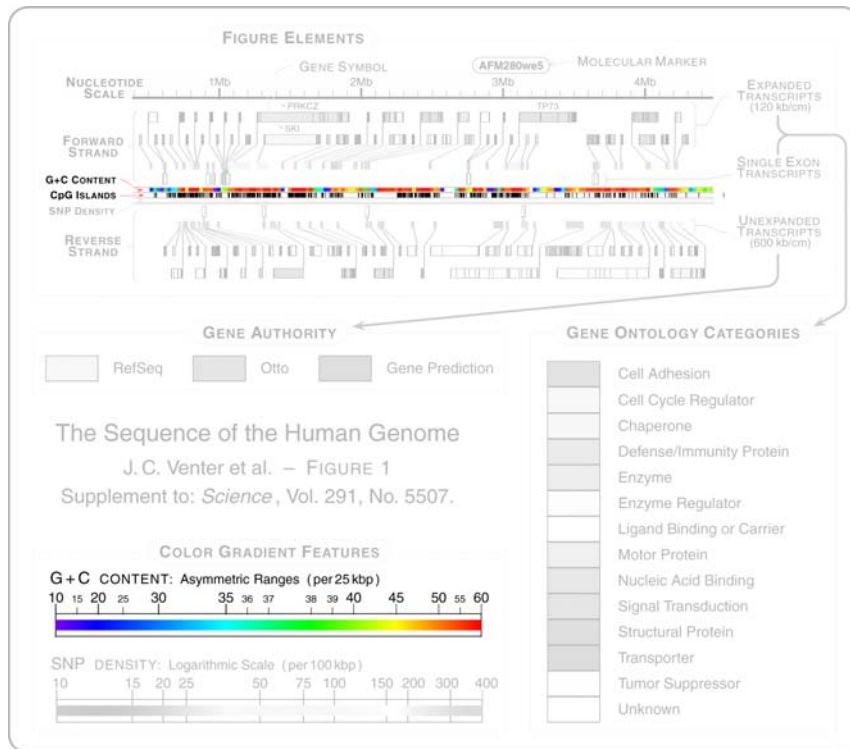 FIGURE ELEMENTS
GENE SYMBOL
AFM280we5
MOLECULAR MARKER
NUCLEOTIDE SCALE
1Mb 2Mb 3Mb 4Mb
EXPANDED TRANSCRIPTS (120 kb/cm)
~PRKCZ
TP73
~SKI
FORWARD STRAND
SINGLE EXON TRANSCRIPTS
G+C CONTENT
CPG ISLANDS
SNP DENSITY
UNEXPANDED TRANSCRIPTS (600 kb/cm)
REVERSE STRAND
GENE AUTHORITY
RefSeq Otto Gene Prediction
The Sequence of the Human Genome
J. C. Venter et al. – FIGURE 1
Supplement to: Science, Vol. 291, No. 5507.
COLOR GRADIENT FEATURES
G+C CONTENT: Asymmetric Ranges (per 25 kbp)
10 15 20 25 30 35 36 37 38 39 40 45 50 55 60
SNP DENSITY: Logarithmic Scale (per 100 kbp)
10 15 20 25 50 75 100 150 200 300 400
GENE ONTOLOGY CATEGORIES
Cell Adhesion
Cell Cycle Regulator
Chaperone
Defense/Immunity Protein
Enzyme
Enzyme Regulator
Ligand Binding or Carrier
Motor Protein
Nucleic Acid Binding
Signal Transduction
Structural Protein
Transporter
Tumor Suppressor
Unknown